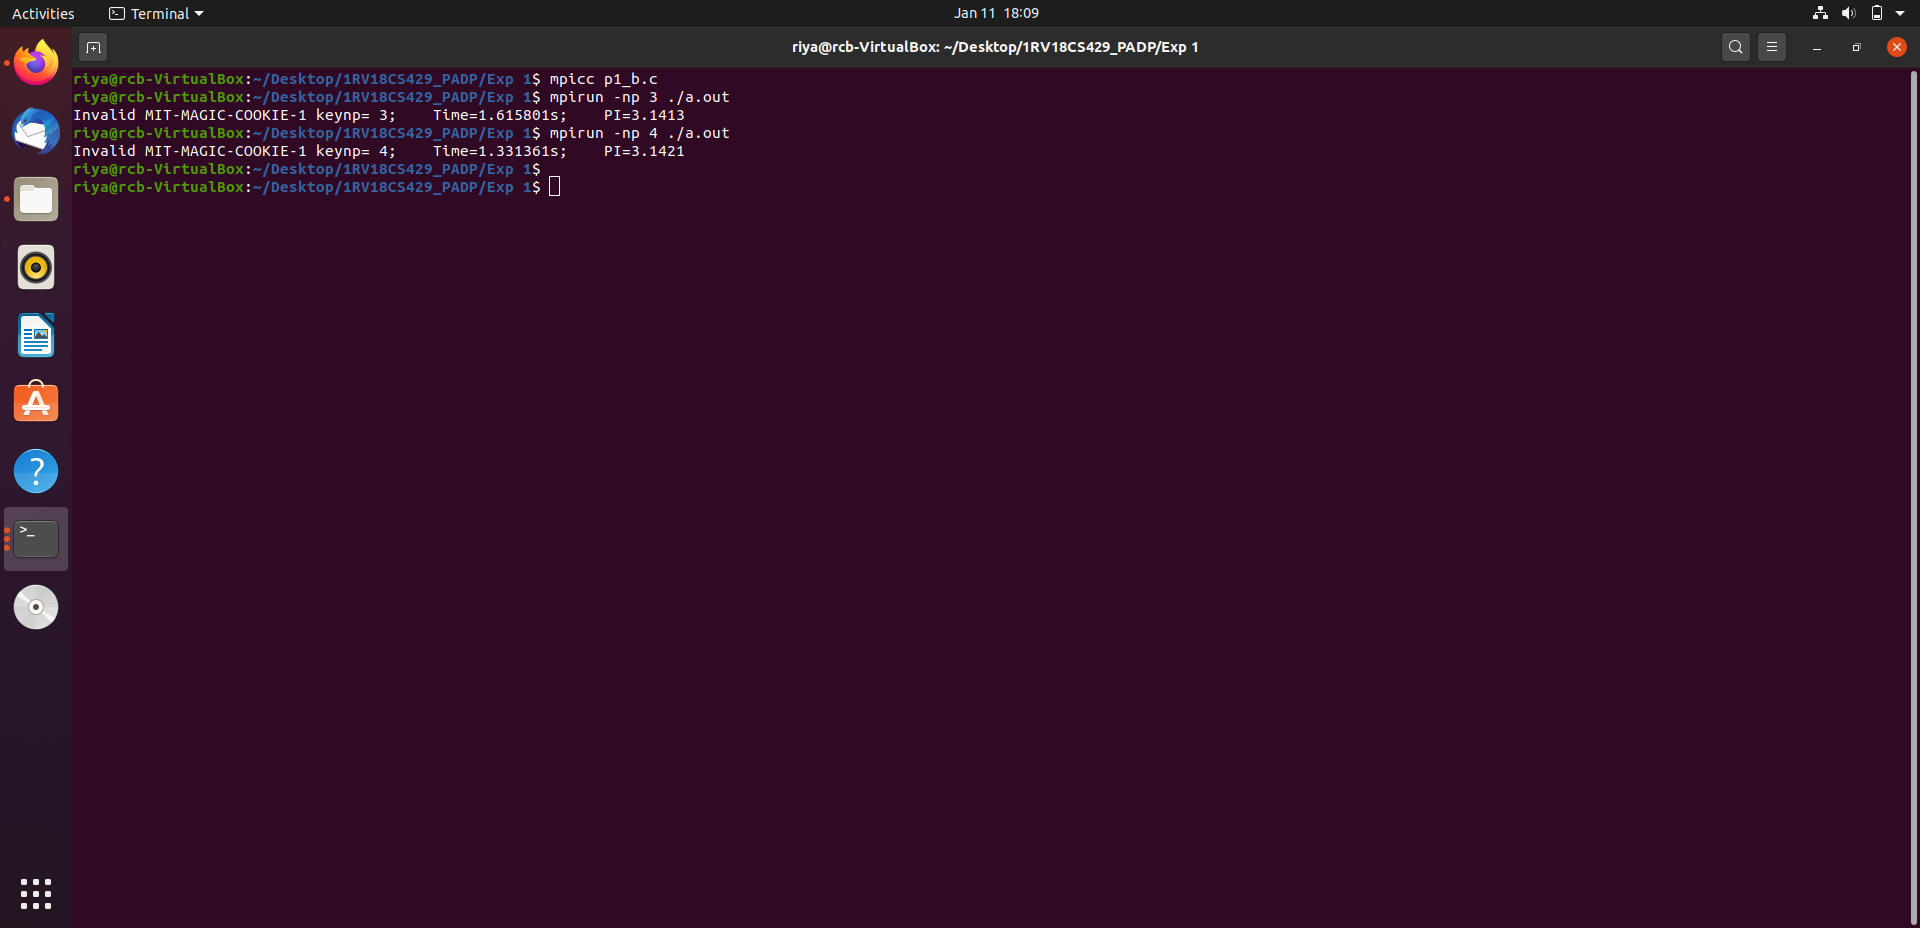 Activities Terminal Jan 11 18:09
riya@rcb-VirtualBox: ~/Desktop/1RV18CS429_PADP/Exp 1
riya@rcb-VirtualBox:~/Desktop/1RV18CS429_PADP/Exp 1$ mpicc p1_b.c
riya@rcb-VirtualBox:~/Desktop/1RV18CS429_PADP/Exp 1$ mpirun -np 3 ./a.out
Invalid MIT-MAGIC-COOKIE-1 keynp= 3;    Time=1.615801s;    PI=3.1413
riya@rcb-VirtualBox:~/Desktop/1RV18CS429_PADP/Exp 1$ mpirun -np 4 ./a.out
Invalid MIT-MAGIC-COOKIE-1 keynp= 4;    Time=1.331361s;    PI=3.1421
riya@rcb-VirtualBox:~/Desktop/1RV18CS429_PADP/Exp 1$
riya@rcb-VirtualBox:~/Desktop/1RV18CS429_PADP/Exp 1$